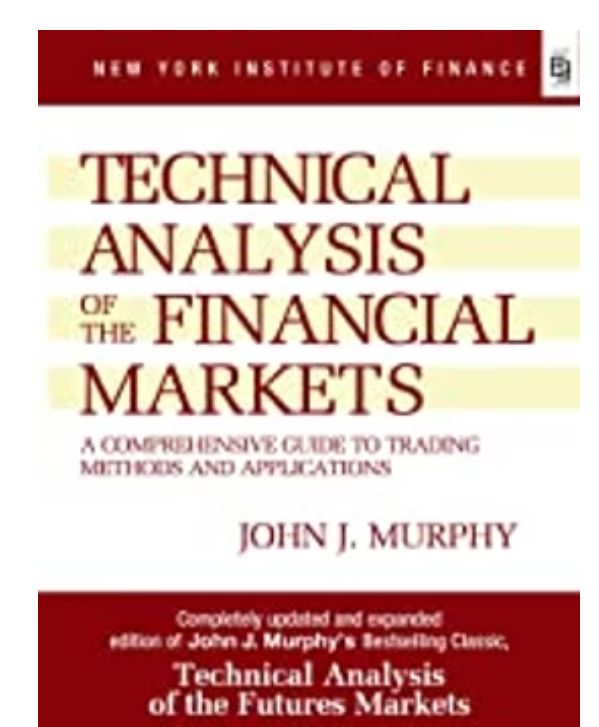 NEW YORK INSTITUTE OF FINANCE
TECHNICAL
ANALYSIS
OF THE FINANCIAL
MARKETS
A COMPREHENSIVE GUIDE TO TRADING
METHODS AND APPLICATIONS
JOHN J. MURPHY
Completely updated and expanded
edition of John J. Murphy's Bestselling Classic,
Technical Analysis
of the Futures Markets